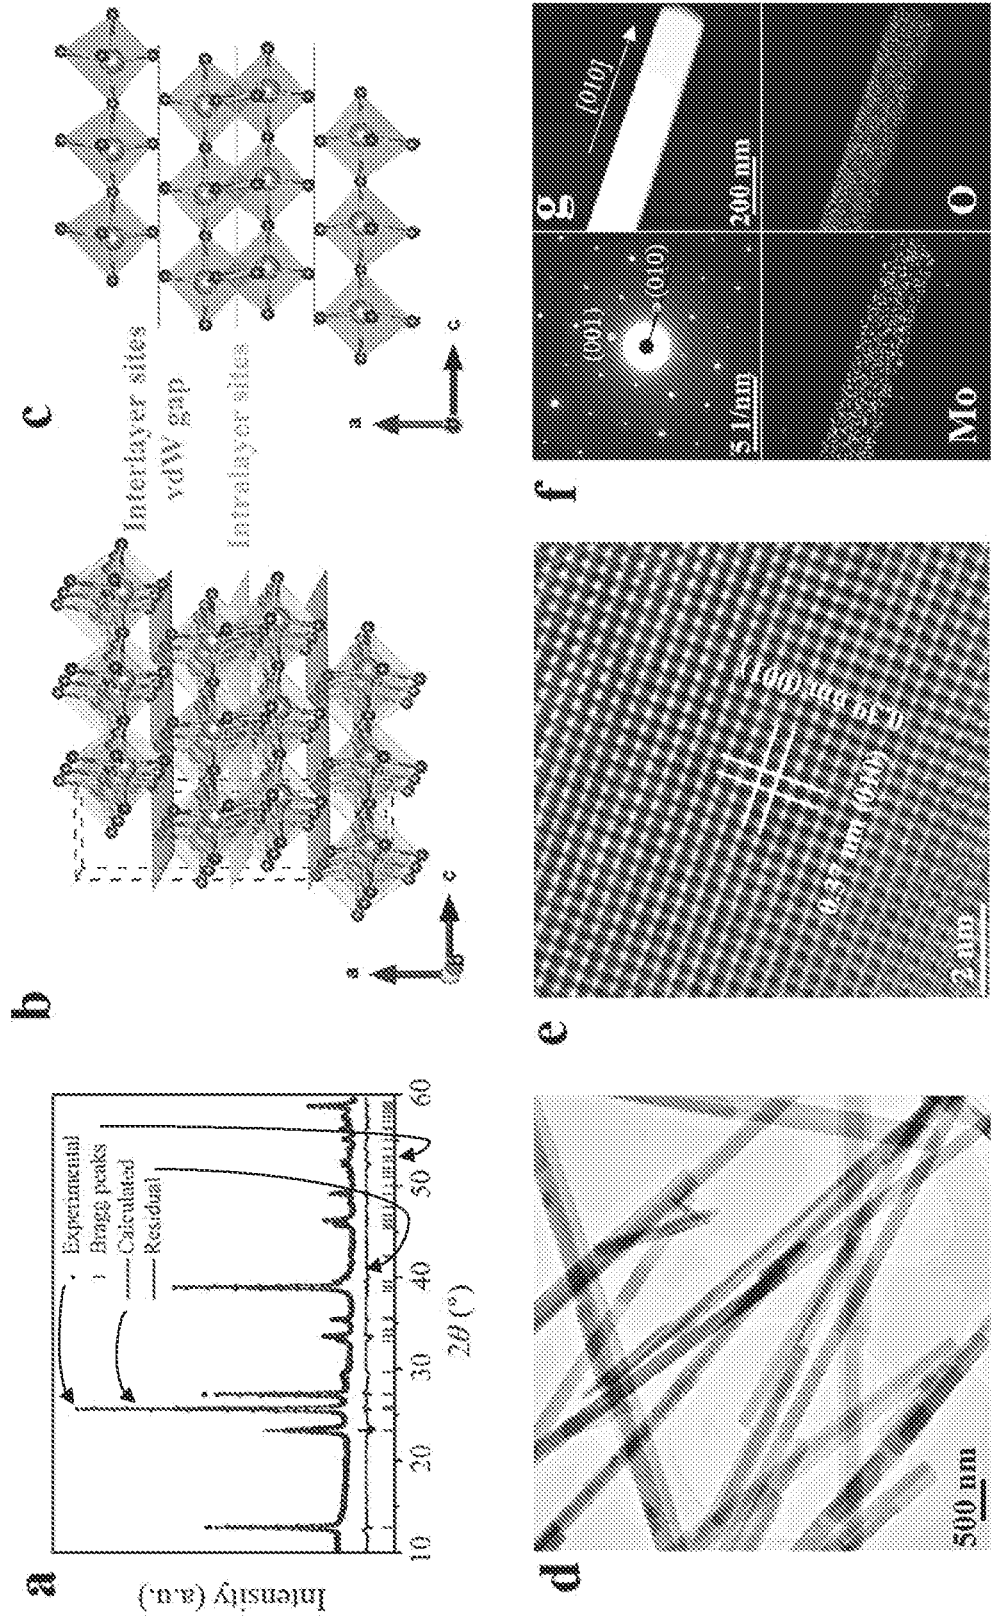 a
Intensity (a.u.)
Experimental
Bragg peaks
Calculated
Residual
10
20
30
40
50
60
2θ (°)
b
a
b
c
Interlayer sites
vdW gap
Intralayer sites
c
a
c
d
500 nm
e
0.39 nm (001)
0.37 nm (010)
2 nm
f
(001)
(010)
5 1/nm
g
[010]
200 nm
Mo
O